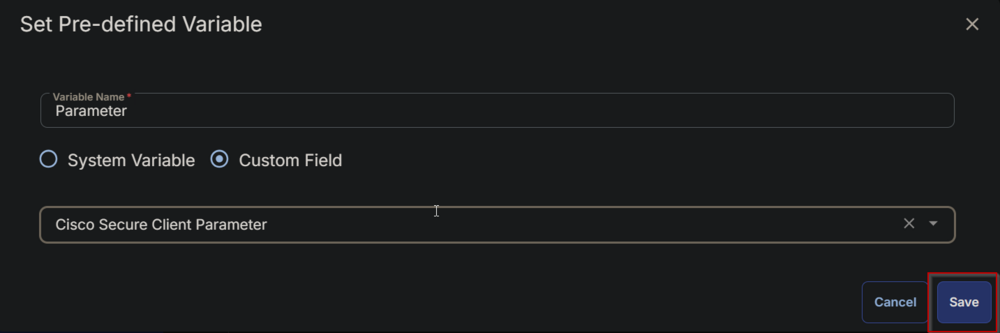 Set Pre-defined Variable
Variable Name *
Parameter
System Variable Custom Field
Cisco Secure Client Parameter
Cancel Save